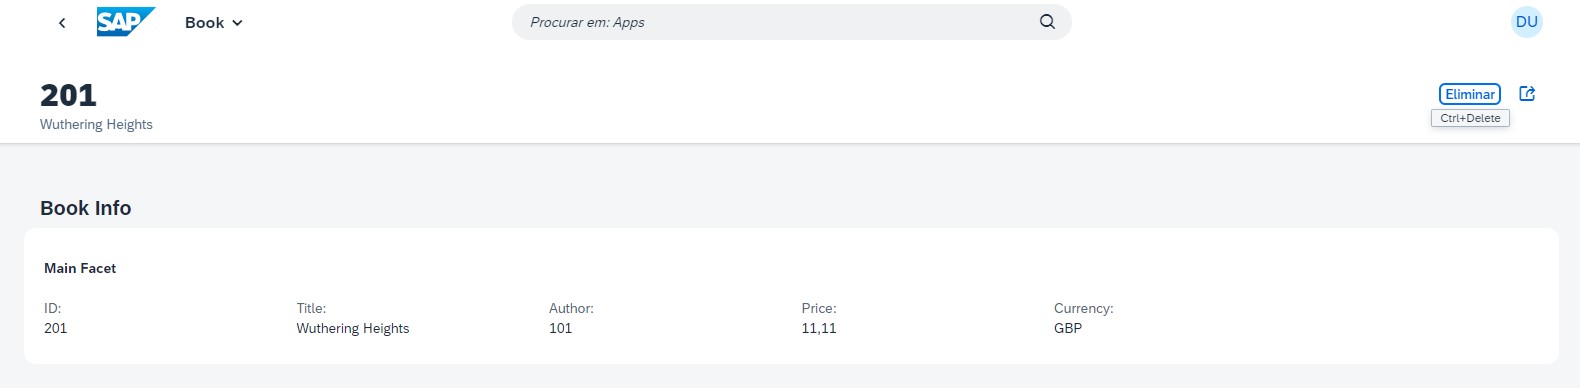 SAP Book Procurar em: Apps DU
201
Wuthering Heights
Eliminar
Ctrl+Delete
Book Info
Main Facet
ID: Title: Author: Price: Currency:
201 Wuthering Heights 101 11,11 GBP